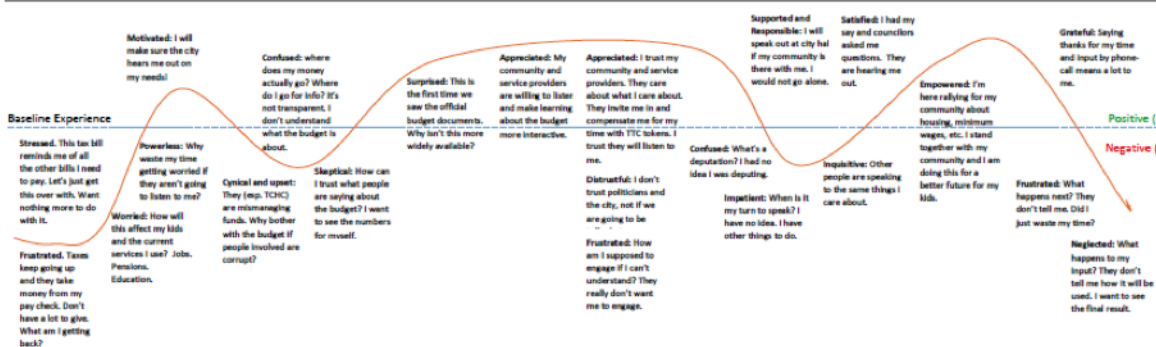 Motivated: I will
make sure the city
hears me out on
my needs!
Confused: where
does my money
actually go? Where
do I go for info? It's
not transparent, I
don't understand
what the budget is
about.
Surprised: This is
the first time we
saw the official
budget documents.
Why isn't this more
widely available?
Appreciated: My
community and
service providers
are willing to listen
and make learning
about the budget
more interactive.
Appreciated: I trust my
community and service
providers. They care
about what I care about.
They invite me in and
compensate me for my
time with TTC tokens. I
trust they will listen to
me.
Supported and
Responsible: I will
speak out at city hal
if my community is
there with me. I
would not go alone.
Satisfied: I had my
say and councilors
asked me
questions. They
are hearing me
out.
Empowered: I'm
here rallying for my
community about
housing, minimum
wages, etc. I stand
together with my
community and I am
doing this for a
better future for my
kids.
Grateful: Saying
thanks for my time
and input by phone-
call means a lot to
me.
Baseline Experience
Positive (
Negative (
Stressed. This tax bill
reminds me of all
the other bills I need
to pay. Let's just get
this over with. Want
nothing more to do
with it.
Frustrated. Taxes
keep going up
and they take
money from my
pay check. Don't
have a lot to give.
What am I getting
back?
Powerless: Why
waste my time
getting worried if
they aren't going
to listen to me?
Worried: How will
this affect my kids
and the current
services I use? Jobs.
Pensions.
Education.
Cynical and upset:
They (esp. TCHC)
are mismanaging
funds. Why bother
with the budget if
people involved are
corrupt?
Skeptical: How can
I trust what people
are saying about
the budget? I want
to see the numbers
for myself.
Distrustful: I don't
trust politicians and
the city, not if we
are going to be
Frustrated: How
am I supposed to
engage if I can't
understand? They
really don't want
me to engage.
Confused: What's a
deputation? I had no
idea I was deputing.
Impatient: When is it
my turn to speak? I
have no idea. I have
other things to do.
Inquisitive: Other
people are speaking
to the same things I
care about.
Frustrated: What
happens next? They
don't tell me. Did I
just waste my time?
Neglected: What
happens to my
input? They don't
tell me how it will be
used. I want to see
the final result.